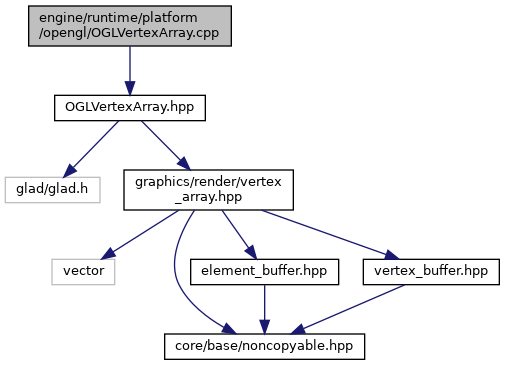 engine/runtime/platform
/opengl/OGLVertexArray.cpp
OGLVertexArray.hpp
glad/glad.h
graphics/render/vertex
_array.hpp
vector
element_buffer.hpp
vertex_buffer.hpp
core/base/noncopyable.hpp